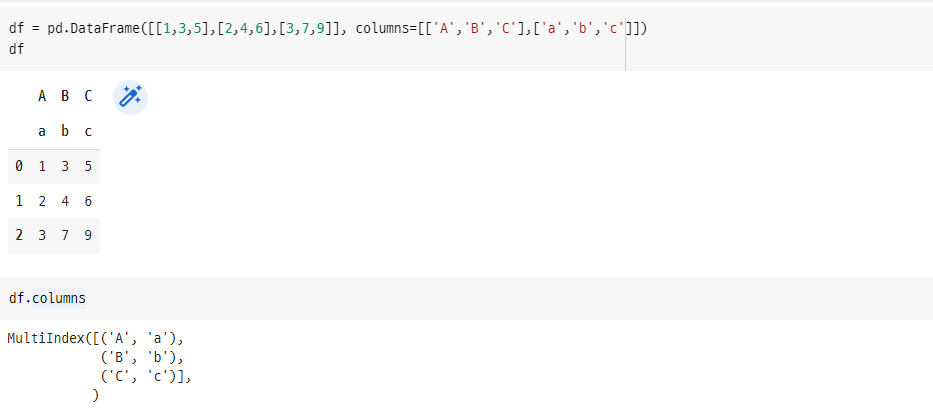 df = pd.DataFrame([[1,3,5],[2,4,6],[3,7,9]], columns=[['A','B','C'],['a','b','c']])
df
A B C
a b c
0 1 3 5
1 2 4 6
2 3 7 9
df.columns
MultiIndex([('A', 'a'),
('B', 'b'),
('C', 'c')],
)